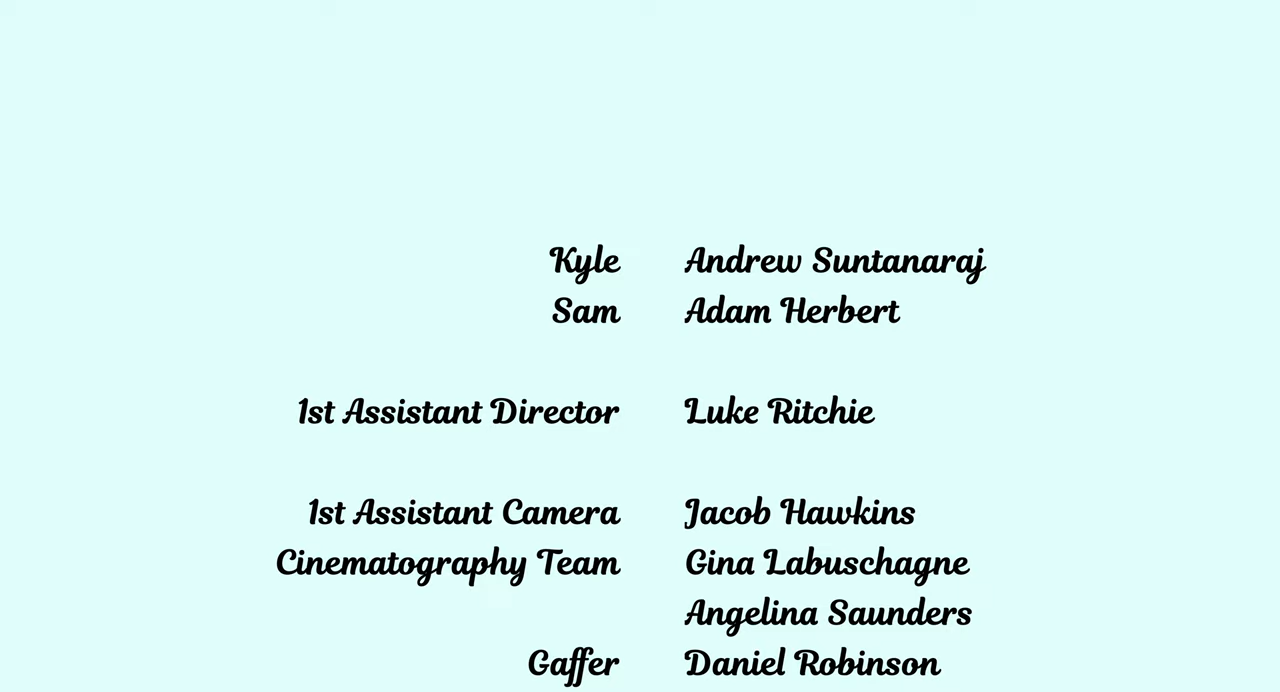 Kyle Andrew Suntanaraj
Sam Adam Herbert
1st Assistant Director Luke Ritchie
1st Assistant Camera Jacob Hawkins
Cinematography Team Gina Labuschagne
Angelina Saunders
Gaffer Daniel Robinson